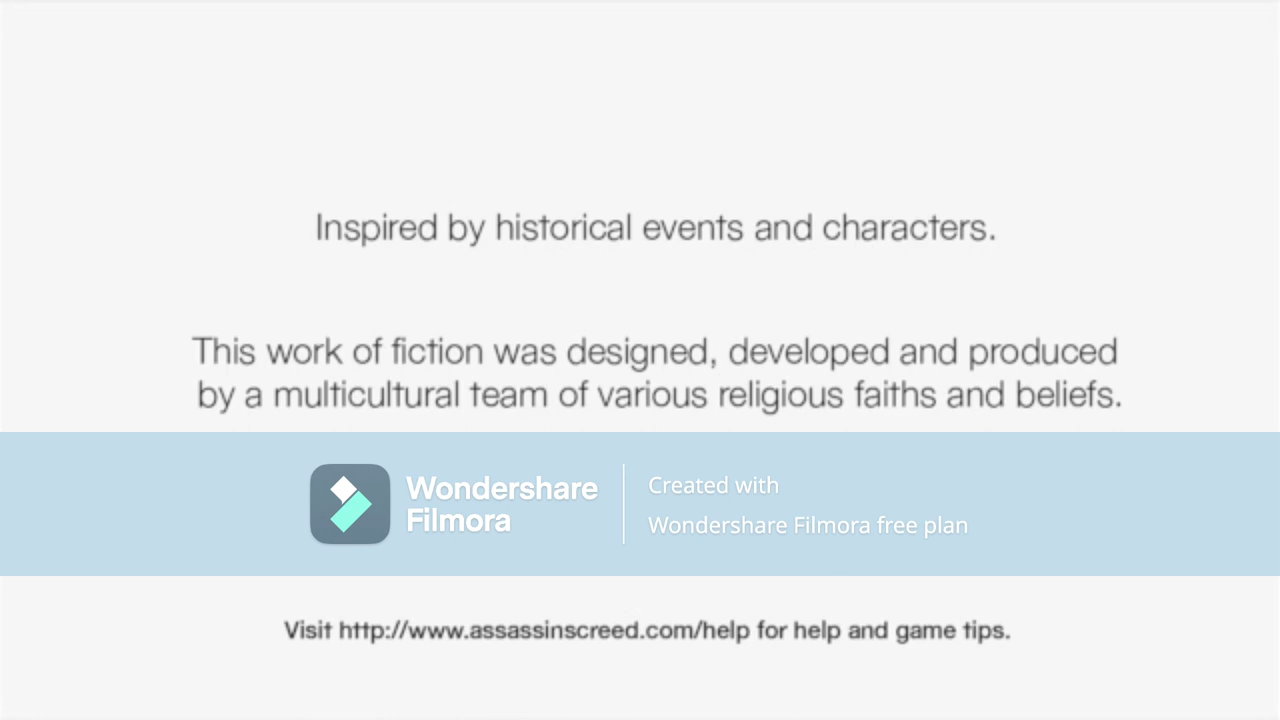 Inspired by historical events and characters.
This work of fiction was designed, developed and produced
by a multicultural team of various religious faiths and beliefs.
Wondershare
Filmora
Created with
Wondershare Filmora free plan
Visit http://www.assassinscreed.com/help for help and game tips.